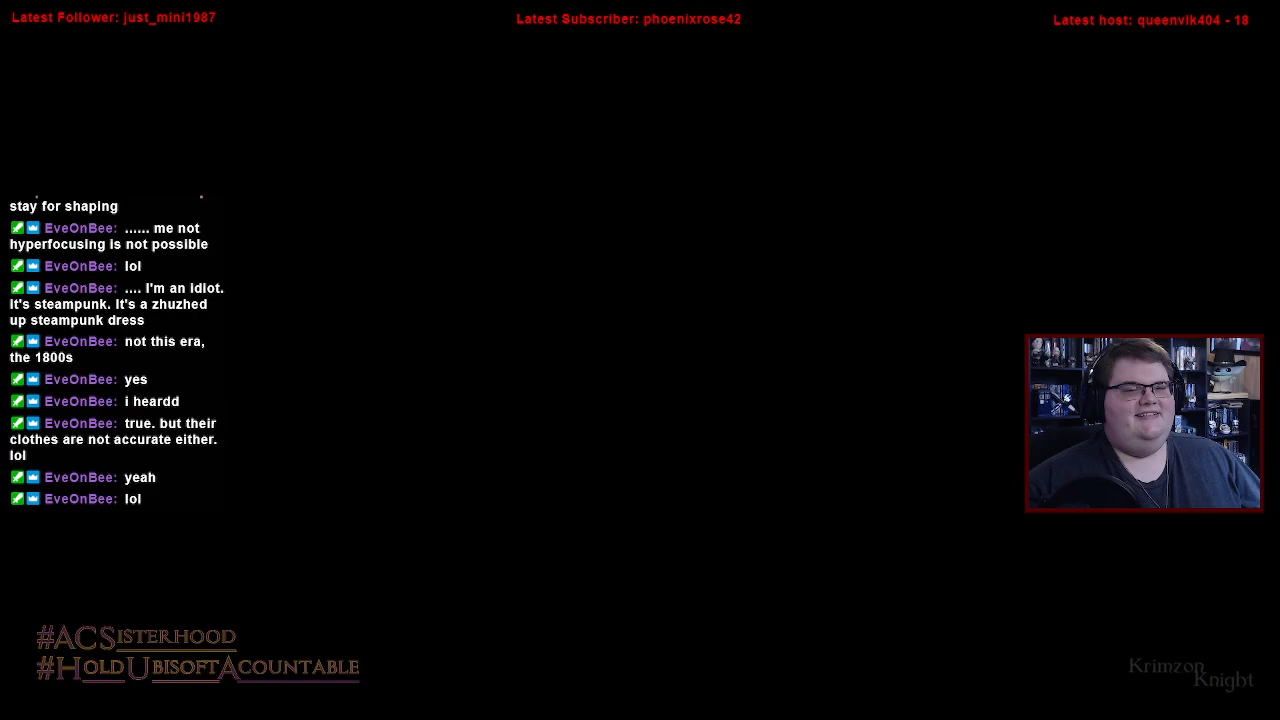 Latest Follower: just_mini1987
Latest Subscriber: phoenixrose42
Latest host: queenvik404 - 18
stay for shaping
EveOnBee: ...... me not
hyperfocusing is not possible
EveOnBee: lol
EveOnBee: .... I'm an idiot.
It's steampunk. It's a zhuzhed
up steampunk dress
EveOnBee: not this era,
the 1800s
EveOnBee: yes
EveOnBee: i heardd
EveOnBee: true. but their
clothes are not accurate either.
lol
EveOnBee: yeah
EveOnBee: lol
#ACSisterhood
#HoldUbisoftAcountable
Krimzon
Knight